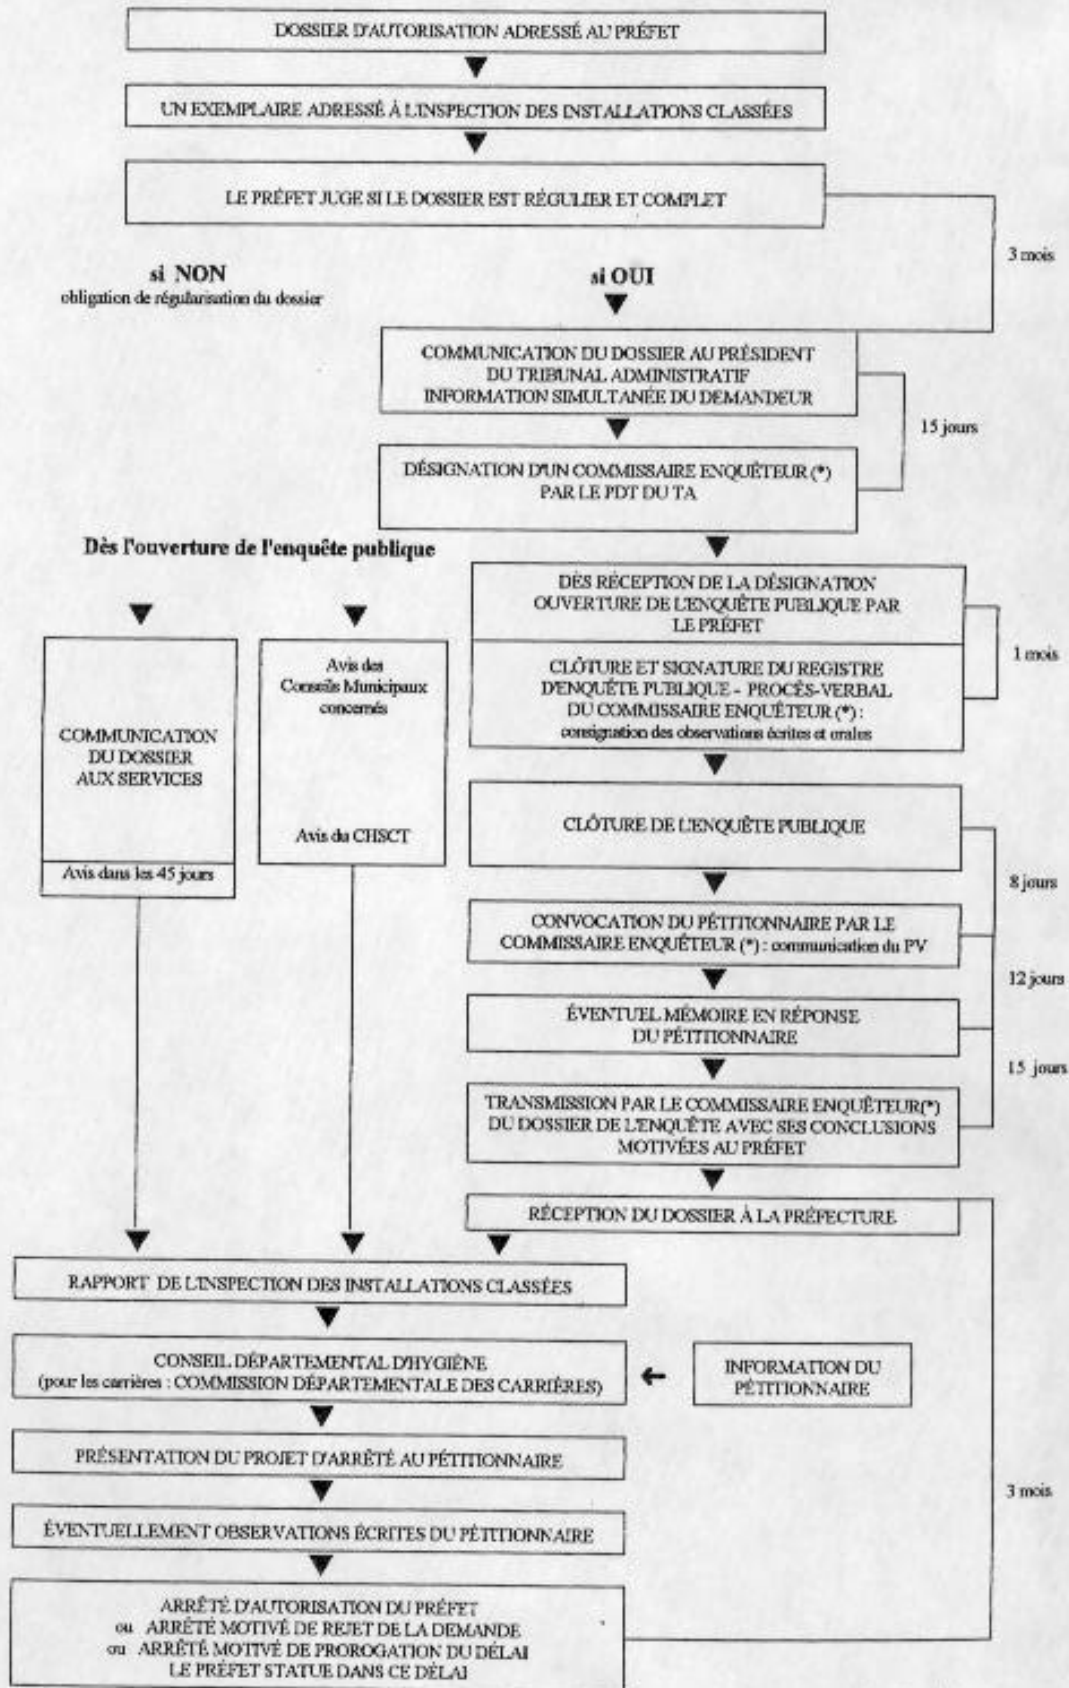 DOSSIER D'AUTORISATION ADRESSÉ AU PRÉFET
UN EXEMPLAIRE ADRESSÉ À L'INSPECTION DES INSTALLATIONS CLASSÉES
LE PRÉFET JUGE SI LE DOSSIER EST RÉGULIER ET COMPLET
3 mois
si NON
obligation de régularisation du dossier
si OUI
COMMUNICATION DU DOSSIER AU PRÉSIDENT
DU TRIBUNAL ADMINISTRATIF
INFORMATION SIMULTANÉE DU DEMANDEUR
15 jours
DÉSIGNATION D'UN COMMISSAIRE ENQUÊTEUR (*)
PAR LE PDT DU TA
Dès l'ouverture de l'enquête publique
COMMUNICATION
DU DOSSIER
AUX SERVICES
Avis dans les 45 jours
Avis des
Conseils Municipaux
concernés
Avis du CHSCT
DÈS RÉCEPTION DE LA DÉSIGNATION
OUVERTURE DE L'ENQUÊTE PUBLIQUE PAR
LE PRÉFET
1 mois
CLÔTURE ET SIGNATURE DU REGISTRE
D'ENQUÊTE PUBLIQUE - PROCÈS-VERBAL
DU COMMISSAIRE ENQUÊTEUR (*) :
consignation des observations écrites et orales
CLÔTURE DE L'ENQUÊTE PUBLIQUE
8 jours
CONVOCATION DU PÉTITIONNAIRE PAR LE
COMMISSAIRE ENQUÊTEUR (*) : communication du PV
12 jours
ÉVENTUEL MÉMOIRE EN RÉPONSE
DU PÉTITIONNAIRE
15 jours
TRANSMISSION PAR LE COMMISSAIRE ENQUÊTEUR(*)
DU DOSSIER DE L'ENQUÊTE AVEC SES CONCLUSIONS
MOTIVÉES AU PRÉFET
RÉCEPTION DU DOSSIER À LA PRÉFECTURE
RAPPORT DE L'INSPECTION DES INSTALLATIONS CLASSÉES
CONSEIL DÉPARTEMENTAL D'HYGIÈNE
(pour les carrières : COMMISSION DÉPARTEMENTALE DES CARRIÈRES)
INFORMATION DU
PÉTITIONNAIRE
PRÉSENTATION DU PROJET D'ARRÊTÉ AU PÉTITIONNAIRE
3 mois
ÉVENTUELLEMENT OBSERVATIONS ÉCRITES DU PÉTITIONNAIRE
ARRÊTÉ D'AUTORISATION DU PRÉFET
ou ARRÊTÉ MOTIVÉ DE REJET DE LA DEMANDE
ou ARRÊTÉ MOTIVÉ DE PROROGATION DU DÉLAI
LE PRÉFET STATUE DANS CE DÉLAI